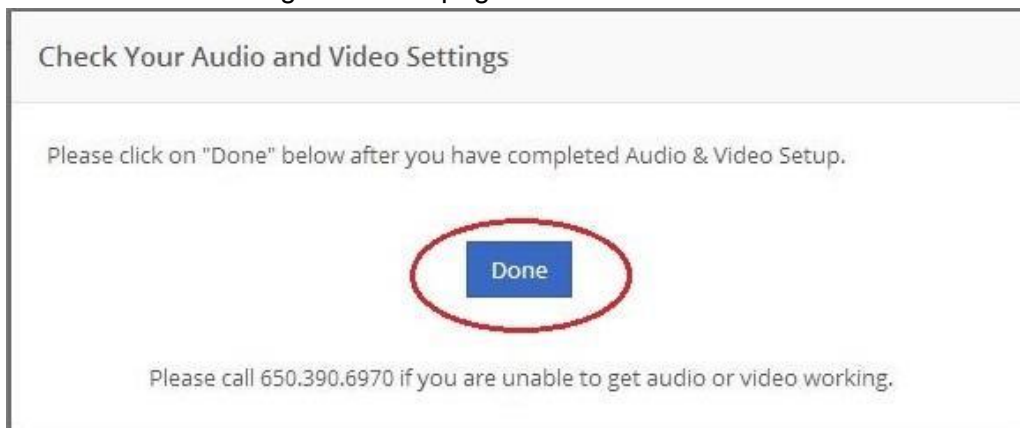 Check Your Audio and Video Settings
Please click on "Done" below after you have completed Audio & Video Setup.
Done
Please call 650.390.6970 if you are unable to get audio or video working.